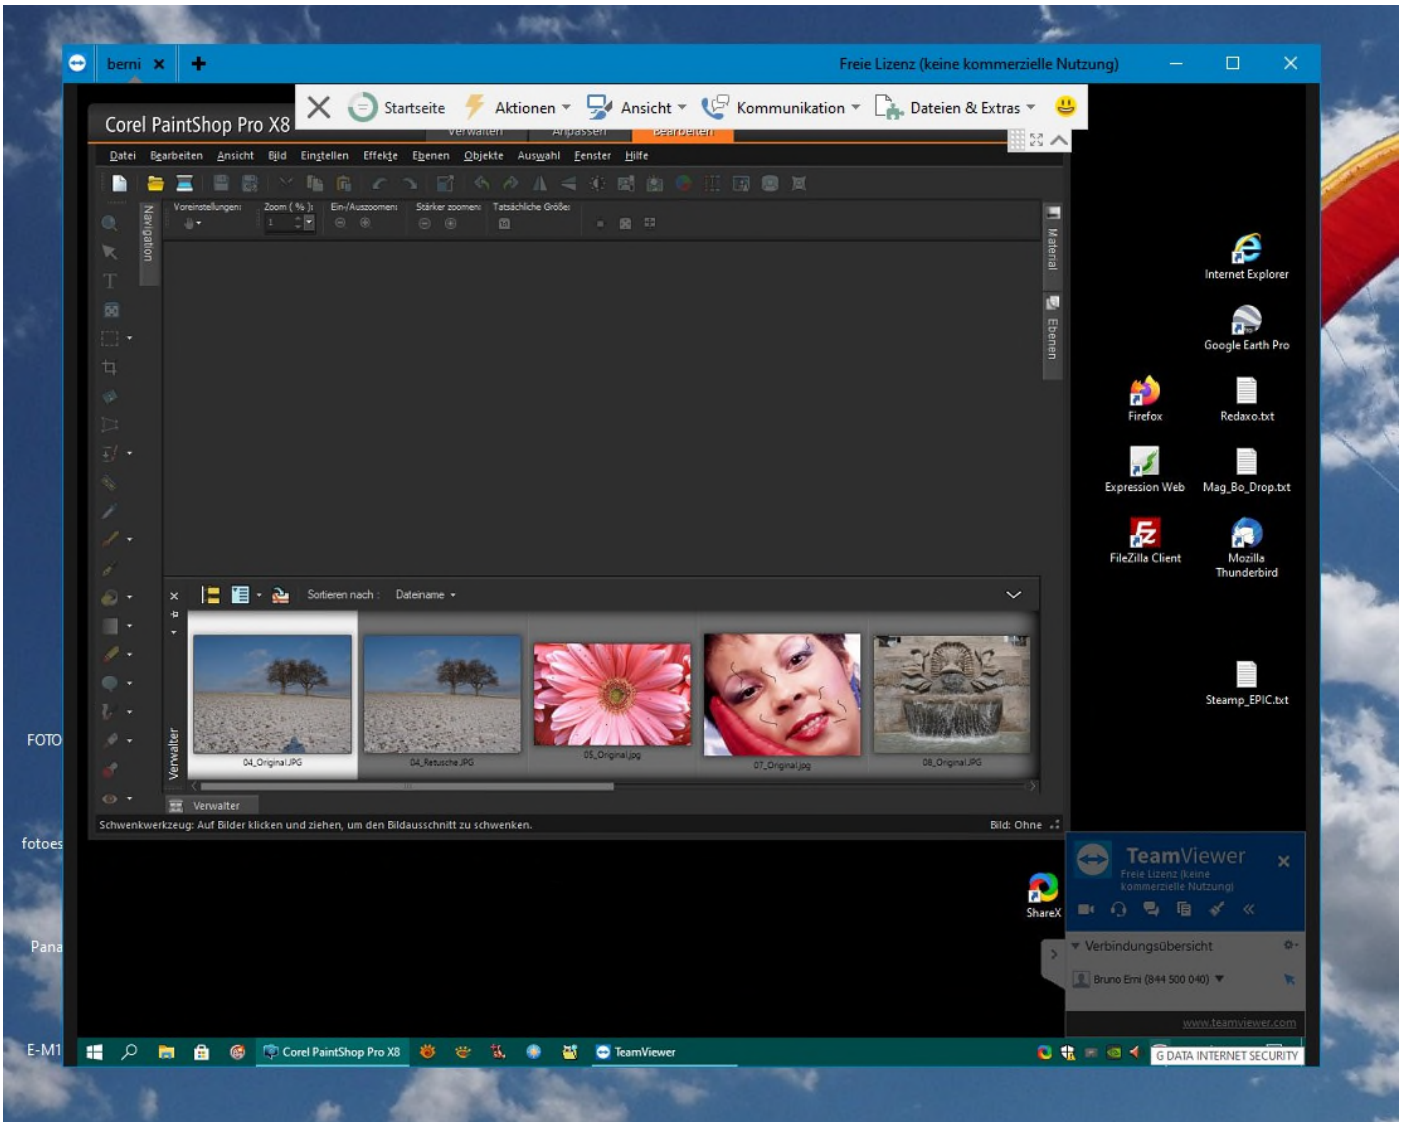 berni
Freie Lizenz (keine kommerzielle Nutzung)
Startseite
Aktionen
Ansicht
Kommunikation
Dateien & Extras
Corel PaintShop Pro X8
Verwalten
Anpassen
Bearbeiten
Datei Bearbeiten Ansicht Bild Einstellen Effekte Ebenen Objekte Auswahl Fenster Hilfe
Voreinstellungen: Zoom ( % ): Ein-/Auszoomen: Stärker zoomen: Tatsächliche Größe:
1
Navigation
Material
Ebenen
Internet Explorer
Google Earth Pro
Firefox
Redaxo.txt
Expression Web
Mag_Bo_Drop.txt
FileZilla Client
Mozilla
Thunderbird
Steamp_EPIC.txt
Sortieren nach : Dateiname
04_Original.JPG
04_Retusche.JPG
05_Original.jpg
07_Original.jpg
08_Original.JPG
Verwalter
Verwalter
Schwenkwerkzeug: Auf Bilder klicken und ziehen, um den Bildausschnitt zu schwenken.
Bild: Ohne
FOTO
fotoes
Pana
E-M1
ShareX
TeamViewer
Freie Lizenz (keine
kommerzielle Nutzung)
Verbindungsübersicht
Bruno Erni (844 500 040)
www.teamviewer.com
Corel PaintShop Pro X8
TeamViewer
G DATA INTERNET SECURITY